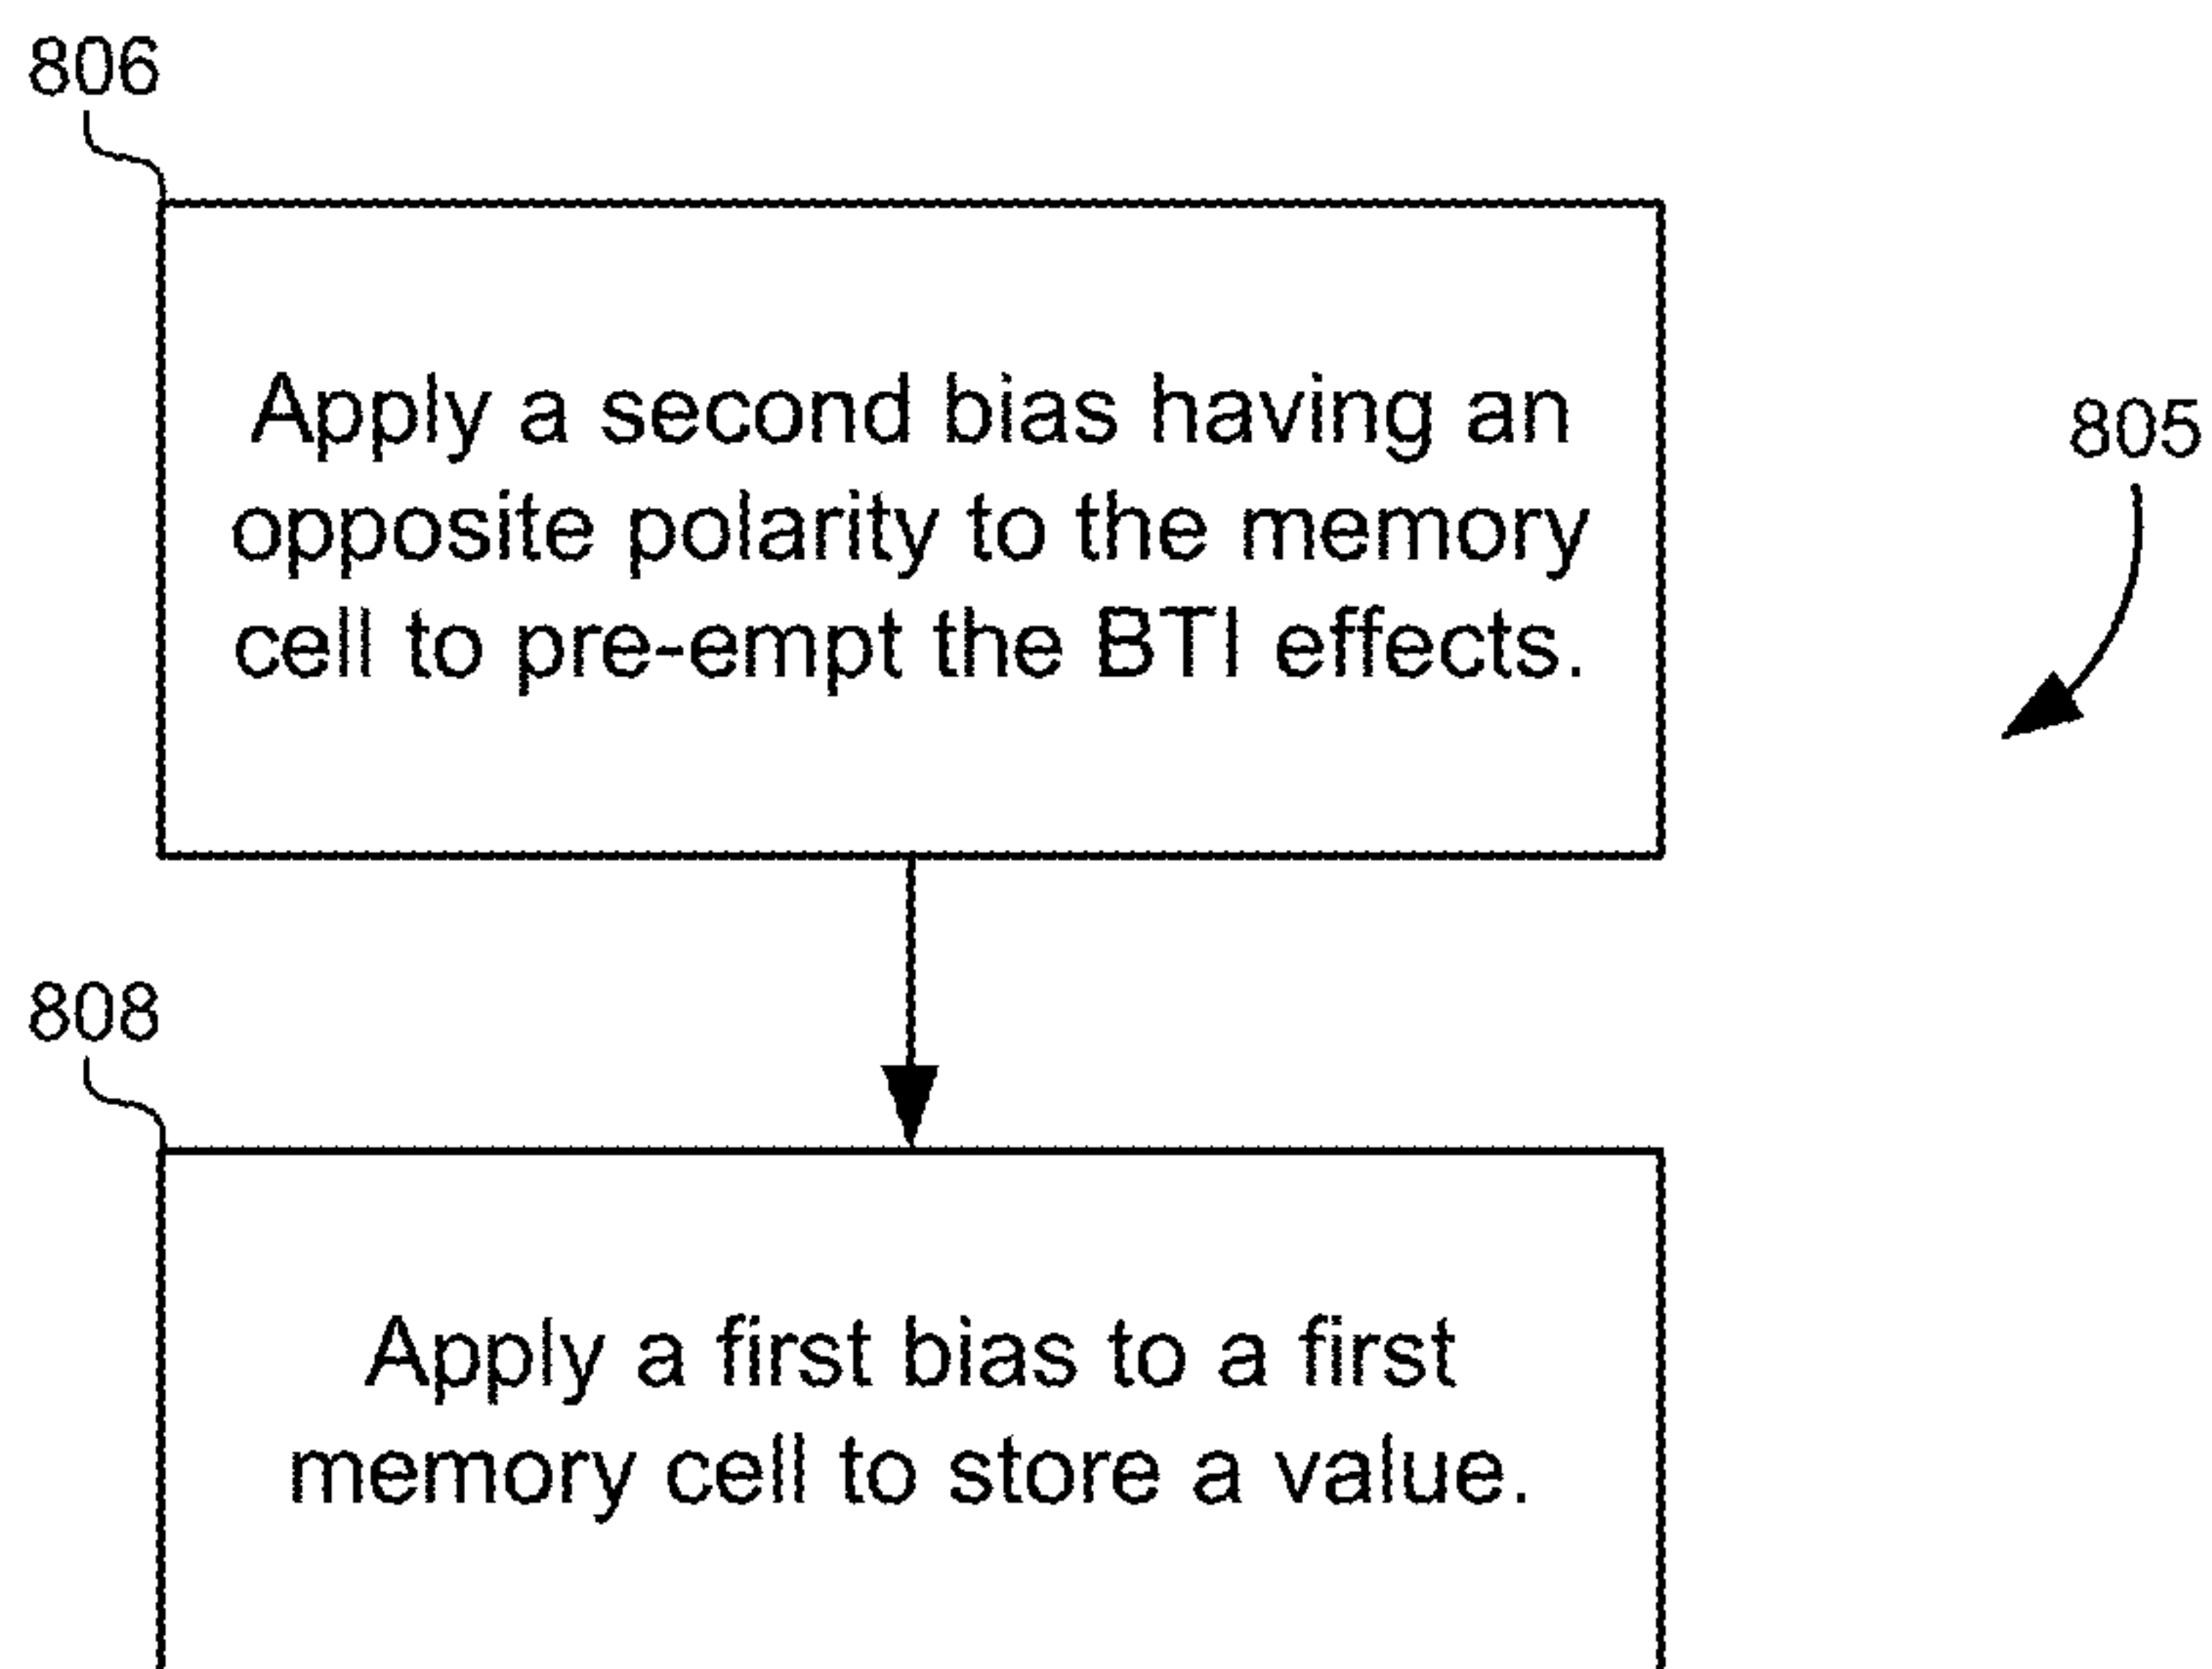 806
Apply a second bias having an
opposite polarity to the memory
cell to pre-empt the BTI effects.
805
808
Apply a first bias to a first
memory cell to store a value.